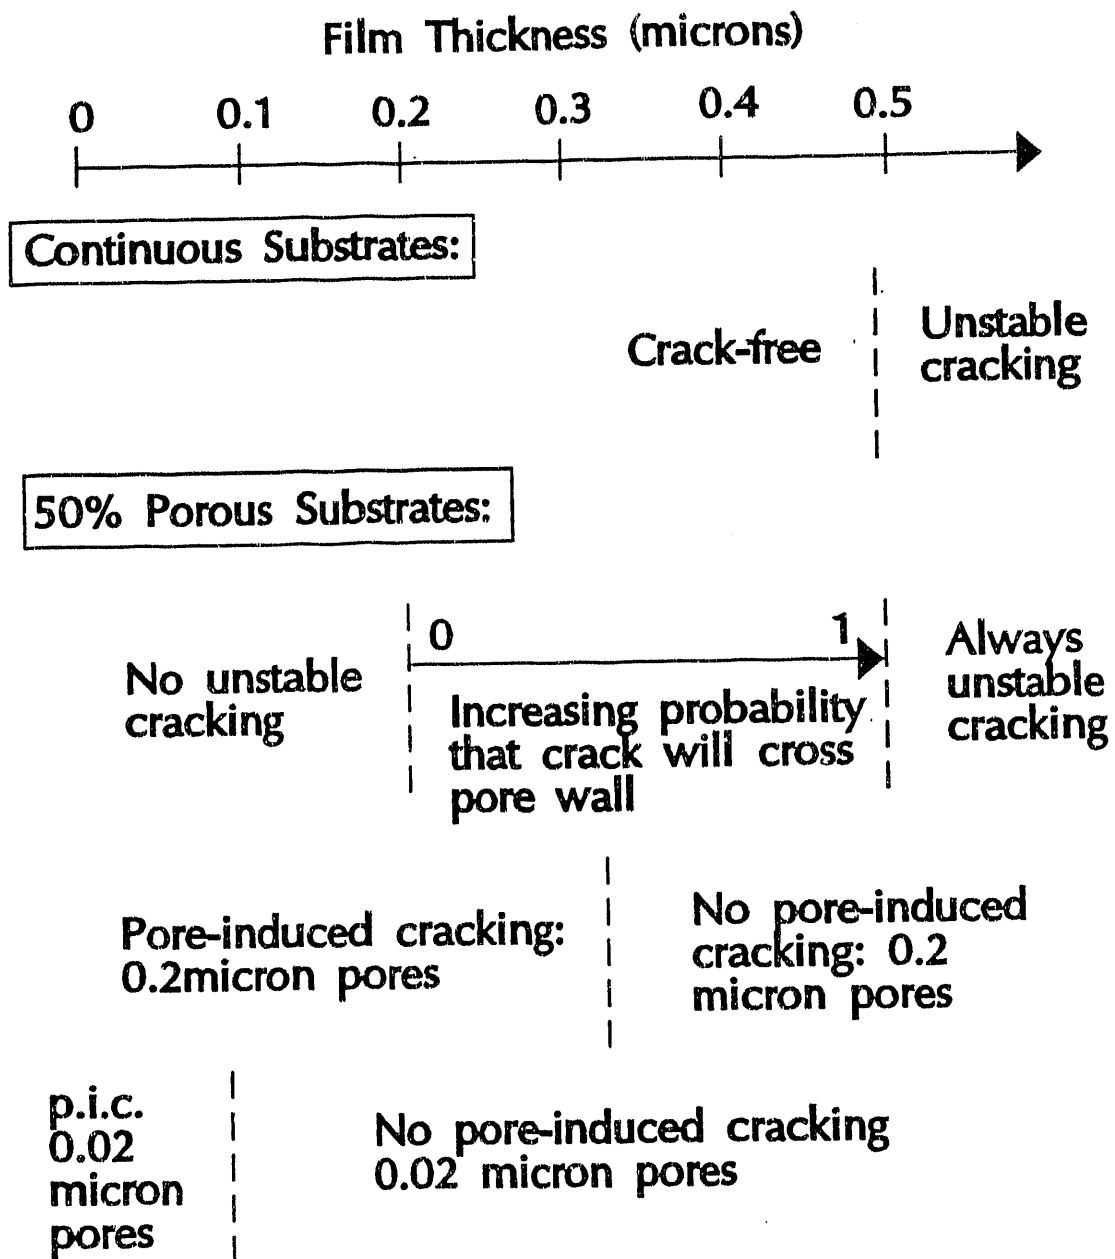 Film Thickness (microns)
0 0.1 0.2 0.3 0.4 0.5
Continuous Substrates:
Crack-free
Unstable
cracking
50% Porous Substrates:
No unstable
cracking
0 1
Increasing probability
that crack will cross
pore wall
Always
unstable
cracking
Pore-induced cracking:
0.2micron pores
No pore-induced
cracking: 0.2
micron pores
p.i.c.
0.02
micron
pores
No pore-induced cracking
0.02 micron pores